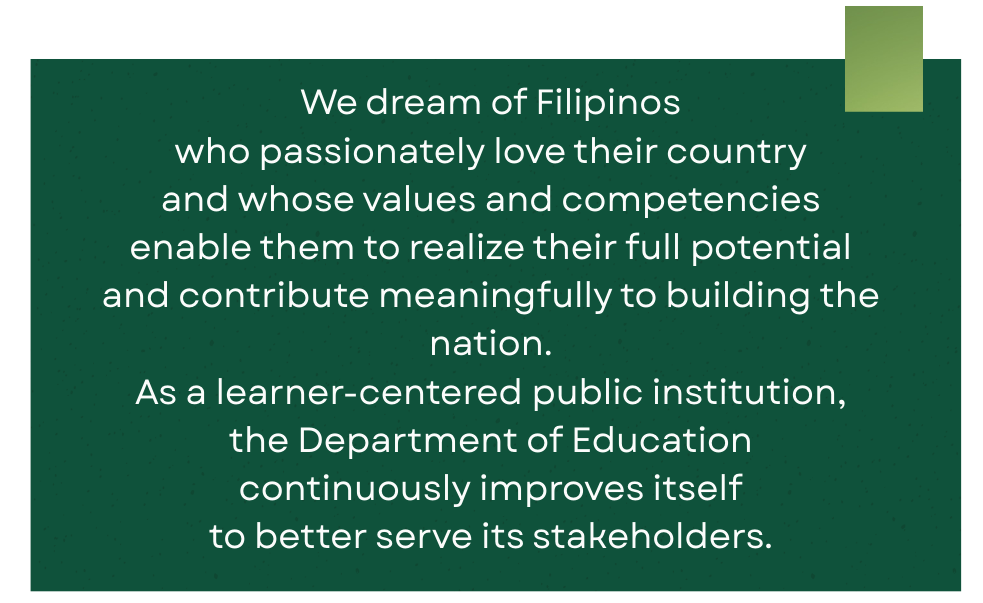 We dream of Filipinos
who passionately love their country
and whose values and competencies
enable them to realize their full potential
and contribute meaningfully to building the
nation.
As a learner-centered public institution,
the Department of Education
continuously improves itself
to better serve its stakeholders.